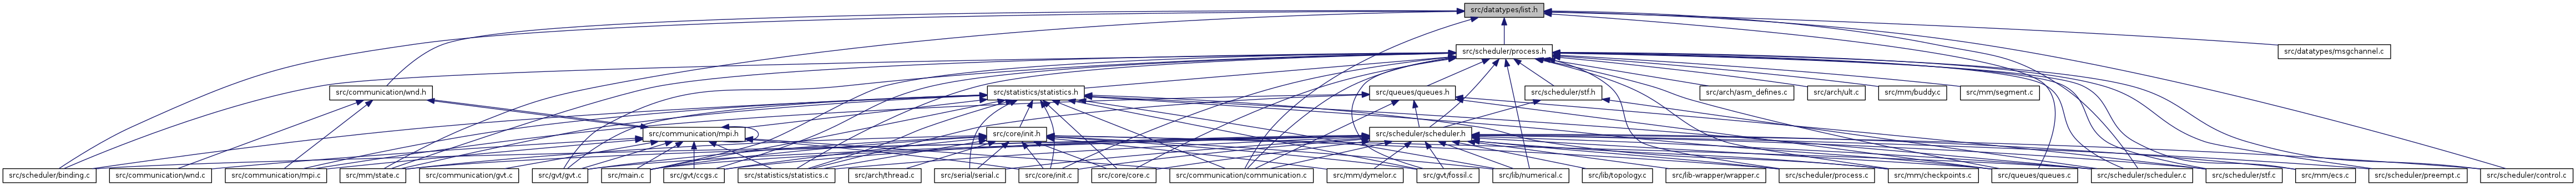 src/datatypes/list.h
src/scheduler/process.h
src/datatypes/msgchannel.c
src/communication/wnd.h
src/statistics/statistics.h
src/queues/queues.h
src/scheduler/stf.h
src/arch/asm_defines.c
src/arch/ult.c
src/mm/buddy.c
src/mm/segment.c
src/communication/mpi.h
src/core/init.h
src/scheduler/scheduler.h
src/scheduler/binding.c
src/communication/wnd.c
src/communication/mpi.c
src/mm/state.c
src/communication/gvt.c
src/gvt/gvt.c
src/main.c
src/gvt/ccgs.c
src/statistics/statistics.c
src/arch/thread.c
src/serial/serial.c
src/core/init.c
src/core/core.c
src/communication/communication.c
src/mm/dymelor.c
src/gvt/fossil.c
src/lib/numerical.c
src/lib/topology.c
src/lib-wrapper/wrapper.c
src/scheduler/process.c
src/mm/checkpoints.c
src/queues/queues.c
src/scheduler/scheduler.c
src/scheduler/stf.c
src/mm/ecs.c
src/scheduler/preempt.c
src/scheduler/control.c